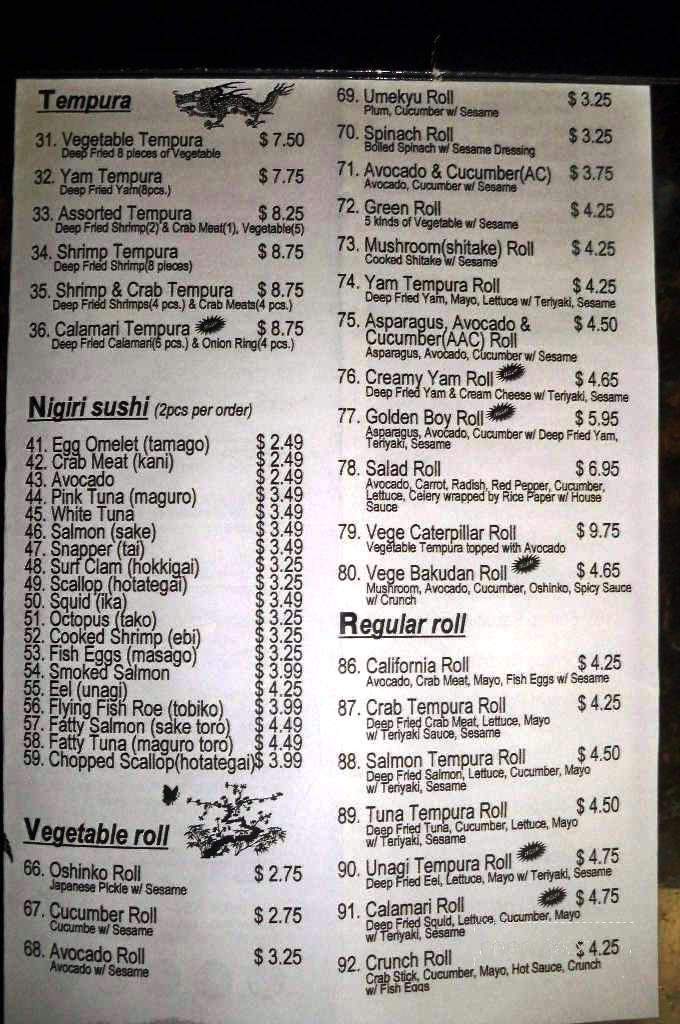 Tempura
31. Vegetable Tempura $ 7.50
Deep Fried 8 pieces of Vegetable
32. Yam Tempura $ 7.75
Deep Fried Yam(8pcs.)
33. Assorted Tempura $ 8.25
Deep Fried Shrimp(2) & Crab Meat(1), Vegetable(5)
34. Shrimp Tempura $ 8.75
Deep Fried Shrimp(8 pieces)
35. Shrimp & Crab Tempura $ 8.75
Deep Fried Shrimps(4 pcs.) & Crab Meats(4 pcs.)
36. Calamari Tempura $ 8.75
Deep Fried Calamari(6 pcs.) & Onion Ring(4 pcs.)
Nigiri sushi (2pcs per order)
41. Egg Omelet (tamago) $ 2.49
42. Crab Meat (kani) $ 2.49
43. Avocado $ 2.49
44. Pink Tuna (maguro) $ 3.49
45. White Tuna $ 3.49
46. Salmon (sake) $ 3.49
47. Snapper (tai) $ 3.49
48. Surf Clam (hokkigai) $ 3.25
49. Scallop (hotategai) $ 3.25
50. Squid (ika) $ 3.49
51. Octopus (tako) $ 3.25
52. Cooked Shrimp (ebi) $ 3.25
53. Fish Eggs (masago) $ 3.25
54. Smoked Salmon $ 3.99
55. Eel (unagi) $ 4.25
56. Flying Fish Roe (tobiko) $ 3.99
57. Fatty Salmon (sake toro) $ 4.49
58. Fatty Tuna (maguro toro) $ 4.49
59. Chopped Scallop(hotategai) $ 3.99
Vegetable roll
66. Oshinko Roll $ 2.75
Japanese Pickle w/ Sesame
67. Cucumber Roll $ 2.75
Cucumbe w/ Sesame
68. Avocado Roll $ 3.25
Avocado w/ Sesame
69. Umekyu Roll $ 3.25
Plum, Cucumber w/ Sesame
70. Spinach Roll $ 3.25
Boiled Spinach w/ Sesame Dressing
71. Avocado & Cucumber(AC) $ 3.75
Avocado, Cucumber w/ Sesame
72. Green Roll $ 4.25
5 kinds of Vegetable w/ Sesame
73. Mushroom(shitake) Roll $ 4.25
Cooked Shitake w/ Sesame
74. Yam Tempura Roll $ 4.25
Deep Fried Yam, Mayo, Lettuce w/ Teriyaki, Sesame
75. Asparagus, Avocado & $ 4.50
Cucumber(AAC) Roll
Asparagus, Avocado, Cucumber w/ Sesame
76. Creamy Yam Roll $ 4.65
Deep Fried Yam & Cream Cheese w/ Teriyaki, Sesame
77. Golden Boy Roll $ 5.95
Asparagus, Avocado, Cucumber w/ Deep Fried Yam,
Teriyaki, Sesame
78. Salad Roll $ 6.95
Avocado, Carrot, Radish, Red Pepper, Cucumber,
Lettuce, Celery wrapped by Rice Paper w/ House
Sauce
79. Vege Caterpillar Roll $ 9.75
Vegetable Tempura topped with Avocado
80. Vege Bakudan Roll $ 4.65
Mushroom, Avocado, Cucumber, Oshinko, Spicy Sauce
w/ Crunch
Regular roll
86. California Roll $ 4.25
Avocado, Crab Meat, Mayo, Fish Eggs w/ Sesame
87. Crab Tempura Roll $ 4.25
Deep Fried Crab Meat, Lettuce, Mayo
w/ Teriyaki Sauce, Sesame
88. Salmon Tempura Roll $ 4.50
Deep Fried Salmon, Lettuce, Cucumber, Mayo
w/ Teriyaki, Sesame
89. Tuna Tempura Roll $ 4.50
Deep Fried Tuna, Cucumber, Lettuce, Mayo
w/ Teriyaki, Sesame
90. Unagi Tempura Roll $ 4.75
Deep Fried Eel, Lettuce, Mayo w/ Teriyaki, Sesame
91. Calamari Roll $ 4.75
Deep Fried Squid, Lettuce, Cucumber, Mayo
w/ Teriyaki, Sesame
92. Crunch Roll $ 4.25
Crab Stick, Cucumber, Mayo, Hot Sauce, Crunch
w/ Fish Eggs